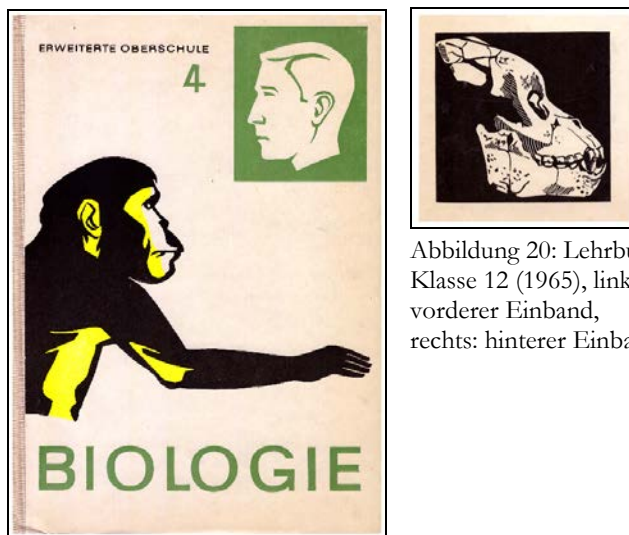 ERWEITERTE OBERSCHULE
4
BIOLOGIE
Abbildung 20:
Klasse 12 (1965),
vorderer Einband,
rechts: hinterer